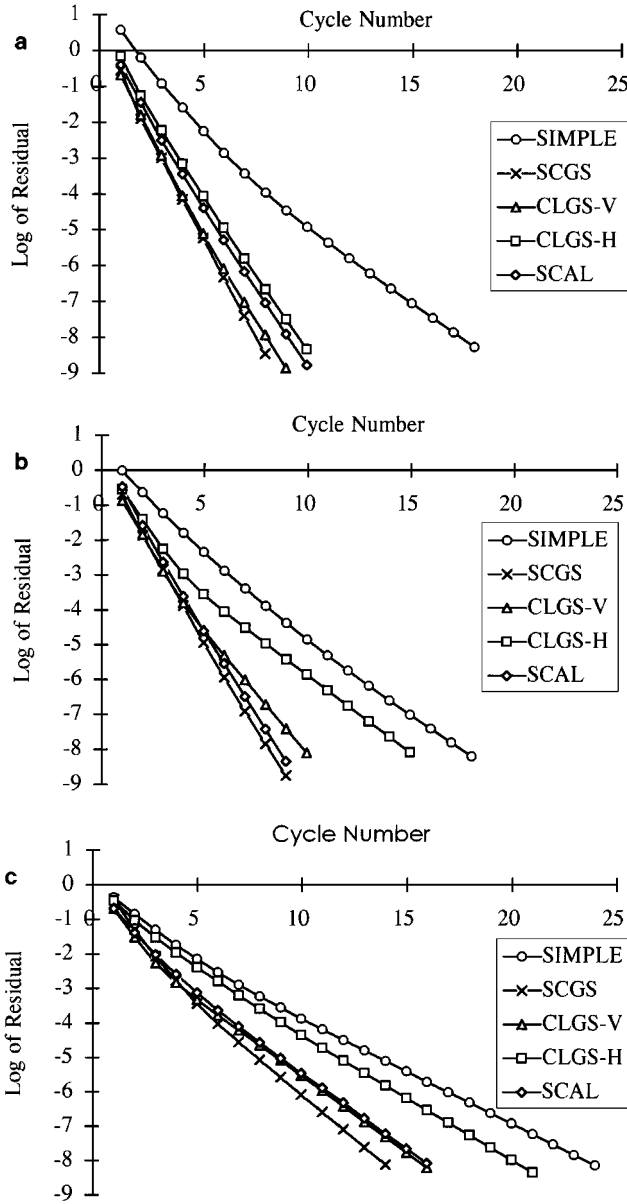 Cycle Number
a
1
0
-1
-2
-3
-4
-5
-6
-7
-8
-9
0 5 10 15 20 25
Log of Residual
SIMPLE
SCGS
CLGS-V
CLGS-H
SCAL
Cycle Number
b
1
0
-1
-2
-3
-4
-5
-6
-7
-8
-9
0 5 10 15 20 25
Log of Residual
SIMPLE
SCGS
CLGS-V
CLGS-H
SCAL
Cycle Number
c
1
0
-1
-2
-3
-4
-5
-6
-7
-8
-9
0 5 10 15 20 25
Log of Residual
SIMPLE
SCGS
CLGS-V
CLGS-H
SCAL